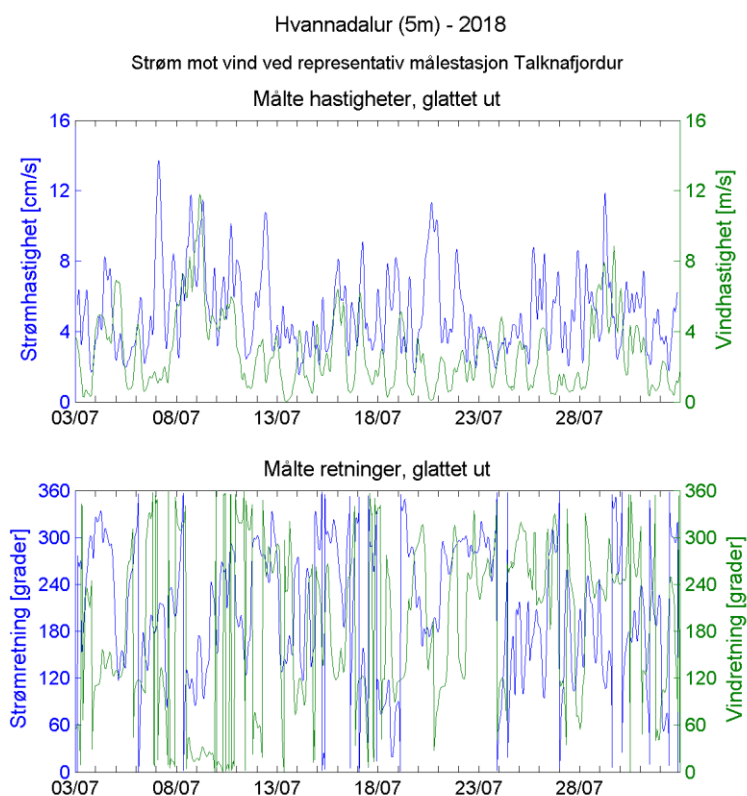 Hvannadalur (5m) - 2018
Strøm mot vind ved representativ målestasjon Talknafjordur
Målte hastigheter, glattet ut
Strømhastighet [cm/s]
16
12
8
4
0
16
12
8
4
0
Vindhastighet [m/s]
03/07 08/07 13/07 18/07 23/07 28/07
Målte retninger, glattet ut
Strømretning [grader]
360
300
240
180
120
60
0
360
300
240
180
120
60
0
Vindretning [grader]
03/07 08/07 13/07 18/07 23/07 28/07